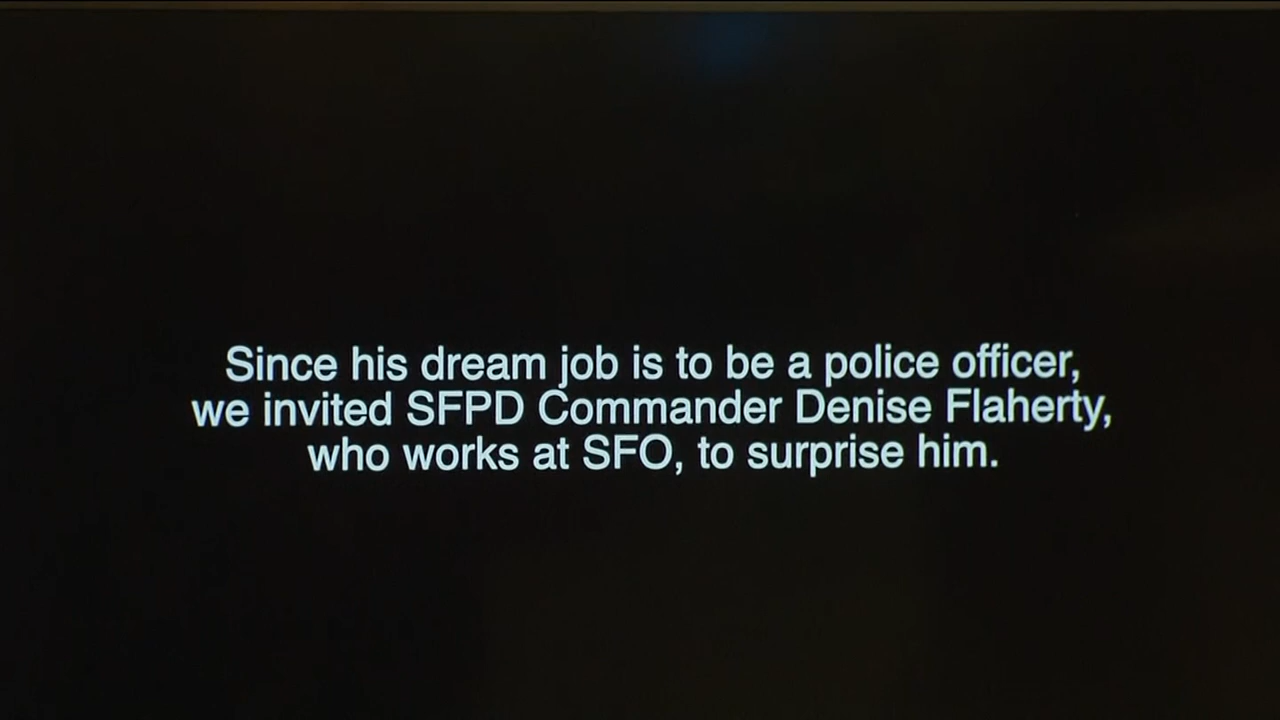 Since his dream job is to be a police officer,
we invited SFPD Commander Denise Flaherty,
who works at SFO, to surprise him.